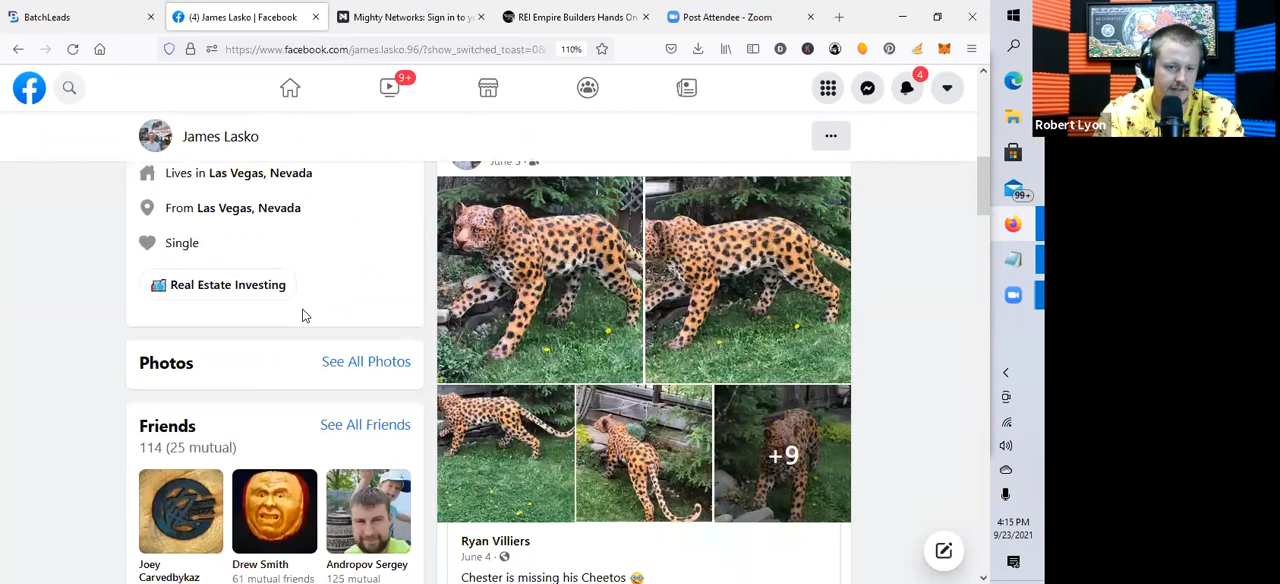 BatchLeads
(4) James Lasko | Facebook
Mighty Networks: Sign in to y
REI Empire Builders Hands On
Post Attendee - Zoom
https://www.facebook.com/james.lasko.96/?show_switched_toast=0&
110%
9+
4
James Lasko
Robert Lyon
June 5
Lives in Las Vegas, Nevada
From Las Vegas, Nevada
Single
Real Estate Investing
Photos
See All Photos
Friends
See All Friends
114 (25 mutual)
Joey
Carvedbykaz
Drew Smith
61 mutual friends
Andropov Sergey
125 mutual
+9
Ryan Villiers
June 4
Chester is missing his Cheetos
99+
4:15 PM
9/23/2021